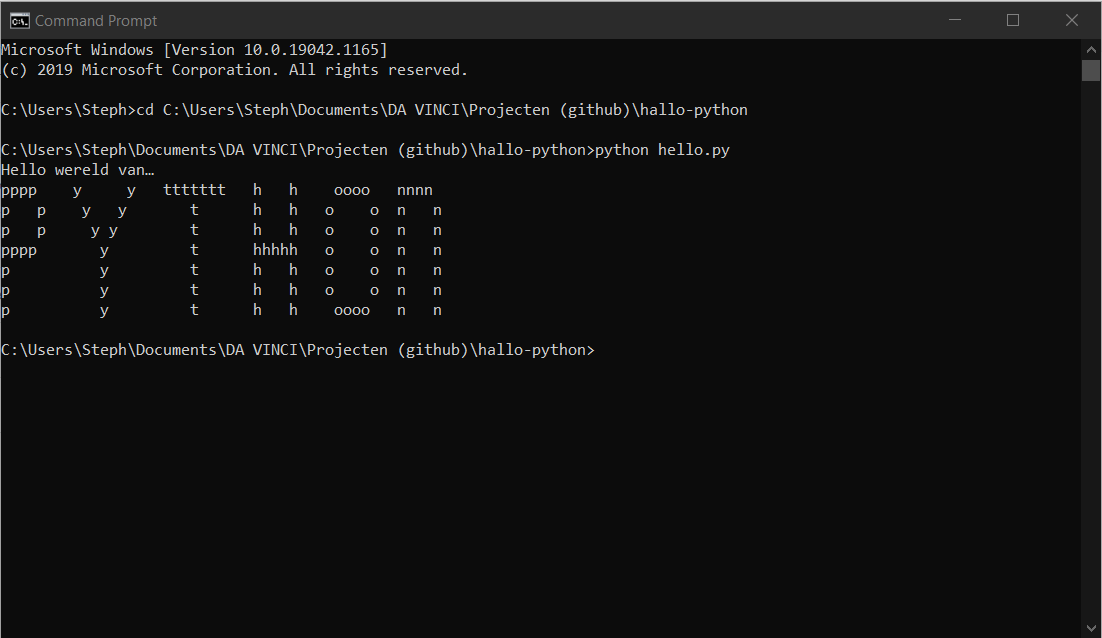 Command Prompt
Microsoft Windows [Version 10.0.19042.1165]
(c) 2019 Microsoft Corporation. All rights reserved.
C:\Users\Steph>cd C:\Users\Steph\Documents\DA VINCI\Projecten (github)\hallo-python
C:\Users\Steph\Documents\DA VINCI\Projecten (github)\hallo-python>python hello.py
Hello wereld van…
pppp    y     y   ttttttt   h   h    oooo   nnnn
p   p    y   y       t      h   h   o    o  n   n
p   p     y y        t      h   h   o    o  n   n
pppp       y         t      hhhhh   o    o  n   n
p          y         t      h   h   o    o  n   n
p          y         t      h   h   o    o  n   n
p          y         t      h   h    oooo   n   n
C:\Users\Steph\Documents\DA VINCI\Projecten (github)\hallo-python>